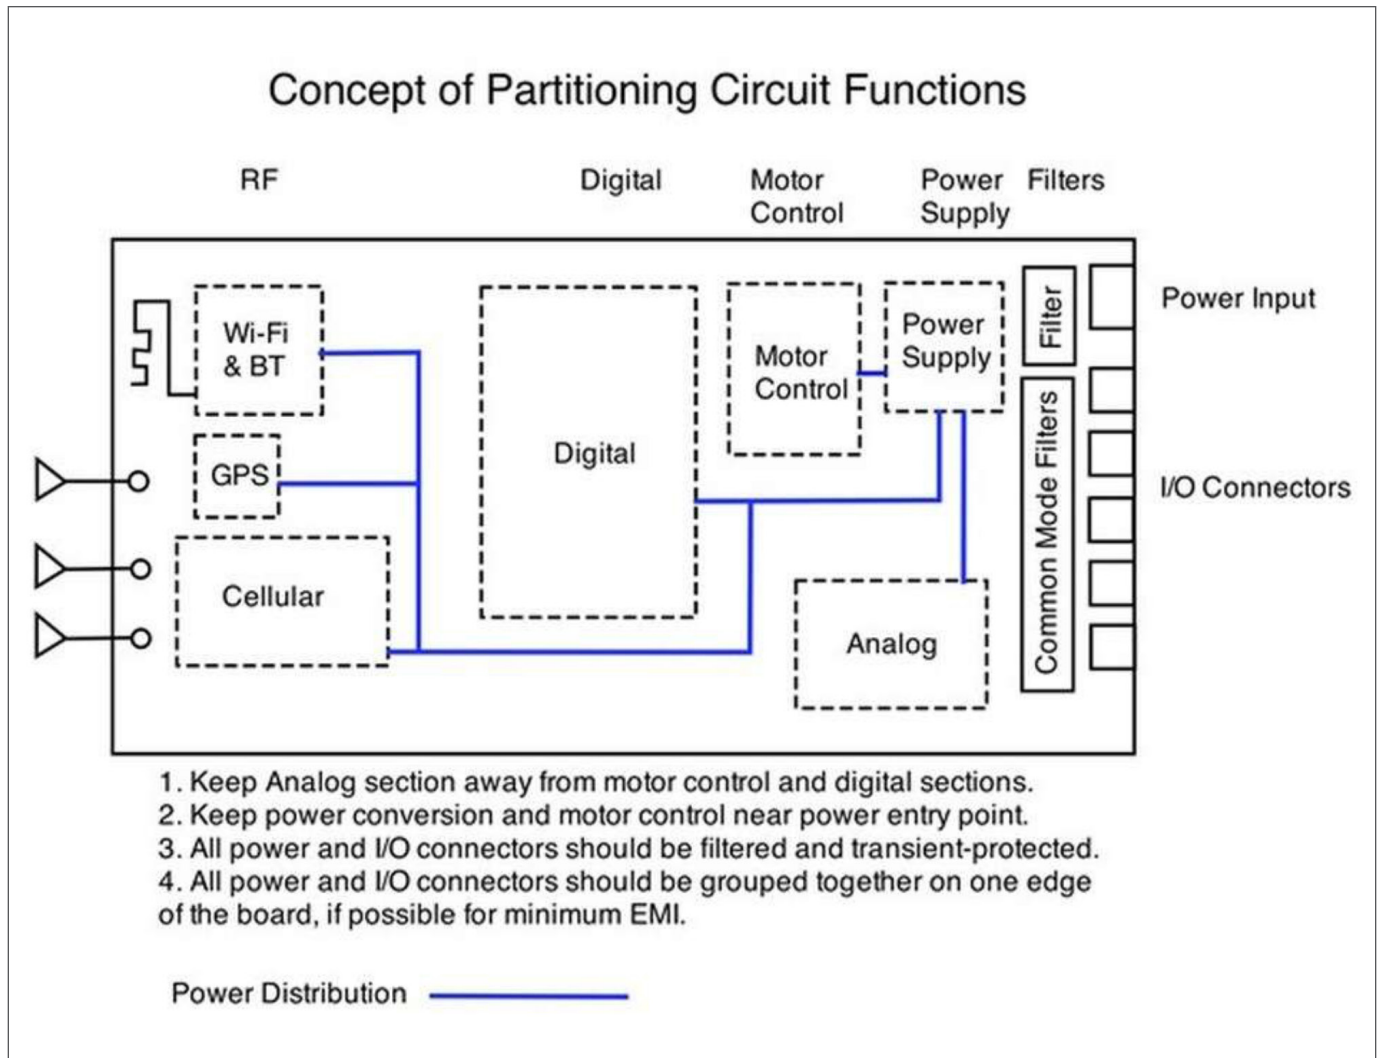 Concept of Partitioning Circuit Functions
RF
Digital
Motor
Control
Power
Supply
Filters
Wi-Fi
& BT
GPS
Cellular
Digital
Motor
Control
Power
Supply
Analog
Filter
Common Mode Filters
Power Input
I/O Connectors
1. Keep Analog section away from motor control and digital sections.
2. Keep power conversion and motor control near power entry point.
3. All power and I/O connectors should be filtered and transient-protected.
4. All power and I/O connectors should be grouped together on one edge
of the board, if possible for minimum EMI.
Power Distribution